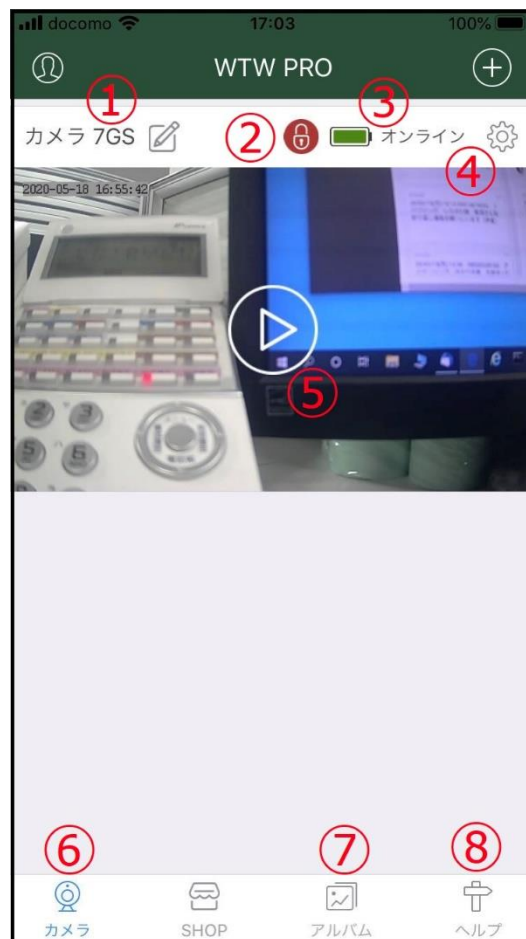 docomo 17:03 100%
WTW PRO
①
カメラ 7GS ② ③ オンライン
④
2020-05-18 16:55:42
⑤
⑥ ⑦ ⑧
カメラ SHOP アルバム ヘルプ